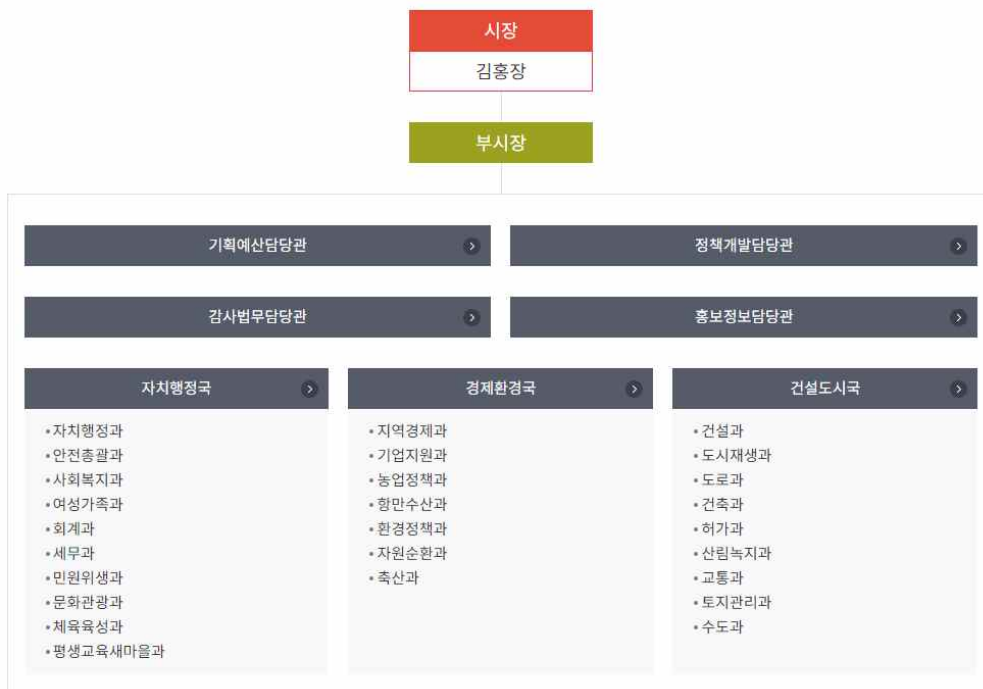 시장
김홍장
부시장
기획예산담당관
정책개발담당관
감사법무담당관
홍보정보담당관
자치행정국
•자치행정과
•안전총괄과
•사회복지과
•여성가족과
•회계과
•세무과
•민원위생과
•문화관광과
•체육육성과
•평생교육새마을과
경제환경국
•지역경제과
•기업지원과
•농업정책과
•항만수산과
•환경정책과
•자원순환과
•축산과
건설도시국
•건설과
•도시재생과
•도로과
•건축과
•허가과
•산림녹지과
•교통과
•토지관리과
•수도과